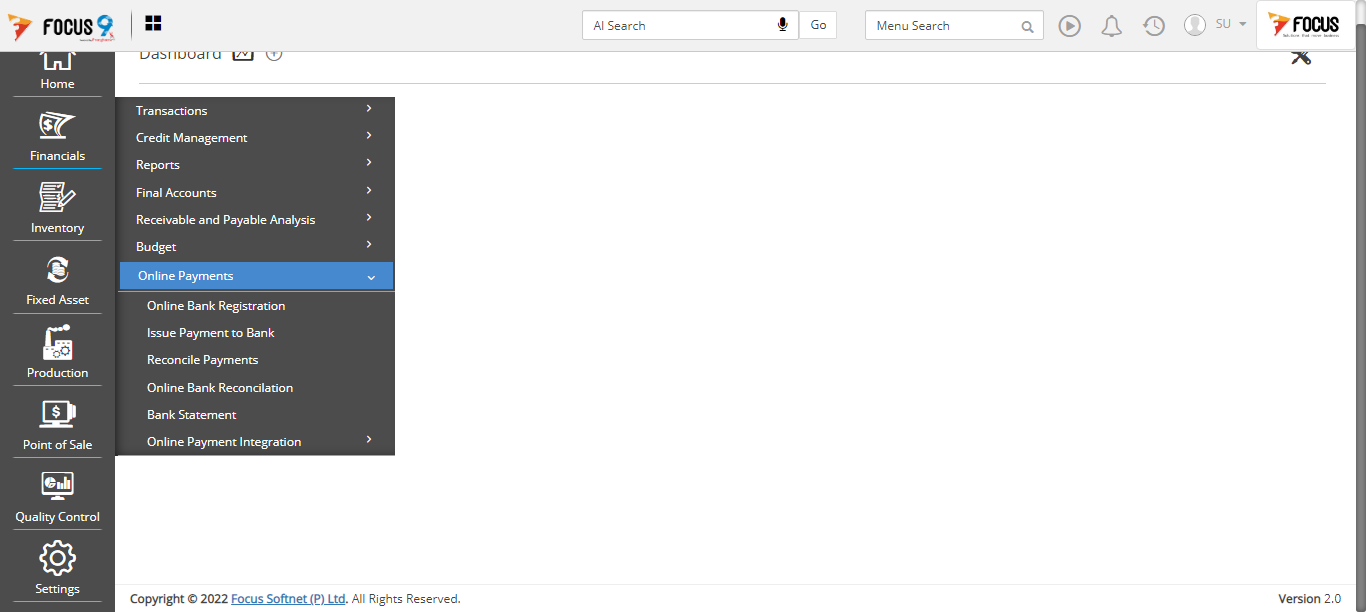 FOCUS 9
AI Search
Go
Menu Search
SU
FOCUS
Dashboard
Home
Financials
Inventory
Fixed Asset
Production
Point of Sale
Quality Control
Settings
Transactions
Credit Management
Reports
Final Accounts
Receivable and Payable Analysis
Budget
Online Payments
Online Bank Registration
Issue Payment to Bank
Reconcile Payments
Online Bank Reconcilation
Bank Statement
Online Payment Integration
Copyright © 2022 Focus Softnet (P) Ltd. All Rights Reserved.
Version 2.0